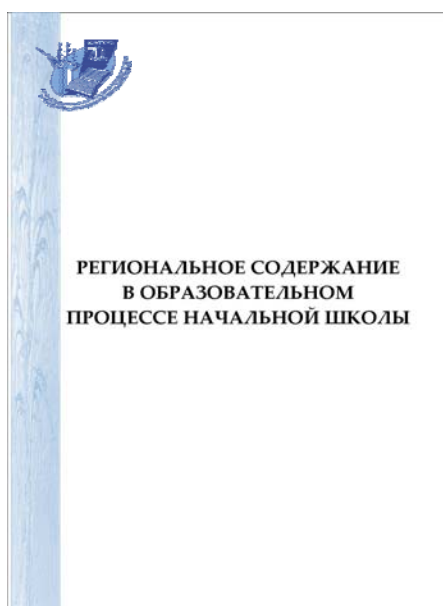 РЕГИОНАЛЬНОЕ СОДЕРЖАНИЕ
В ОБРАЗОВАТЕЛЬНОМ
ПРОЦЕССЕ НАЧАЛЬНОЙ ШКОЛЫ